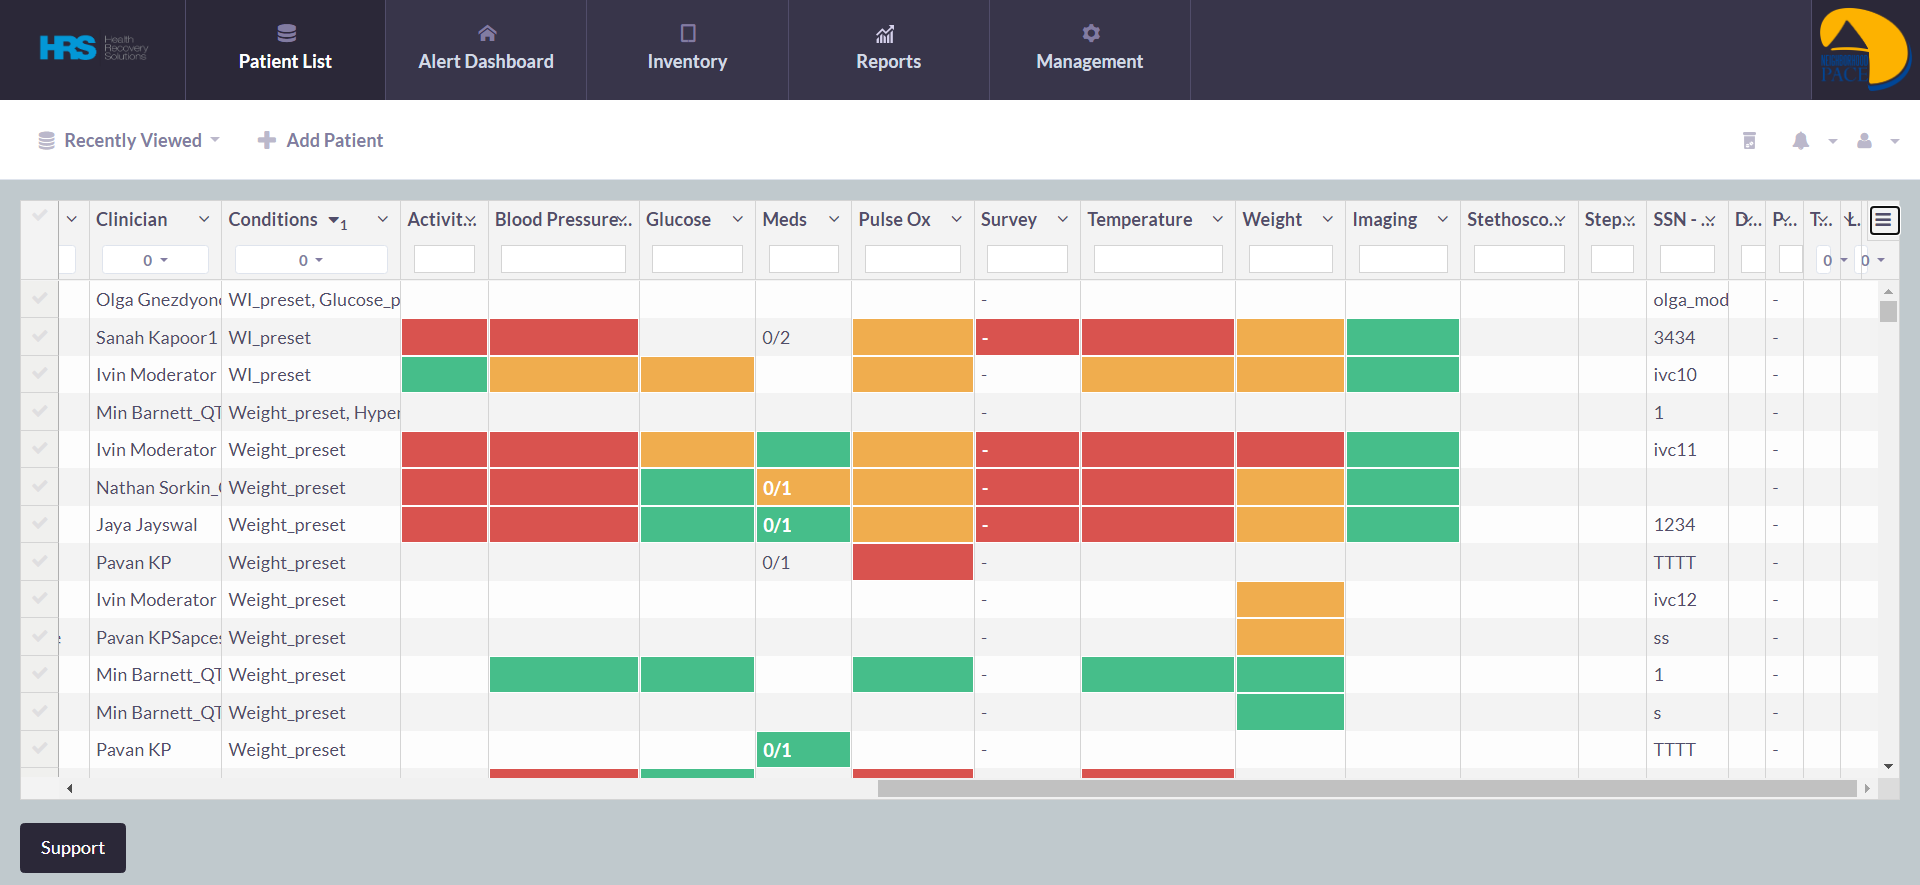 HRS Health Recovery Solutions
Patient List
Alert Dashboard
Inventory
Reports
Management
PACE
Recently Viewed
Add Patient
Clinician Conditions 1 Activit... Blood Pressure... Glucose Meds Pulse Ox Survey Temperature Weight Imaging Stethosco... Step... SSN - ... D... P... T... L.
0 0 0 0
Olga Gnezdyon WI_preset, Glucose_p - olga_mod -
Sanah Kapoor1 WI_preset 0/2 - 3434 -
Ivin Moderator WI_preset - ivc10 -
Min Barnett_QT Weight_preset, Hyper - 1 -
Ivin Moderator Weight_preset - ivc11 -
Nathan Sorkin_ Weight_preset 0/1 - -
Jaya Jayswal Weight_preset 0/1 - 1234 -
Pavan KP Weight_preset 0/1 - TTTT -
Ivin Moderator Weight_preset - ivc12 -
Pavan KPSapces Weight_preset - ss -
Min Barnett_QT Weight_preset - 1 -
Min Barnett_QT Weight_preset - s -
Pavan KP Weight_preset 0/1 - TTTT -
Support